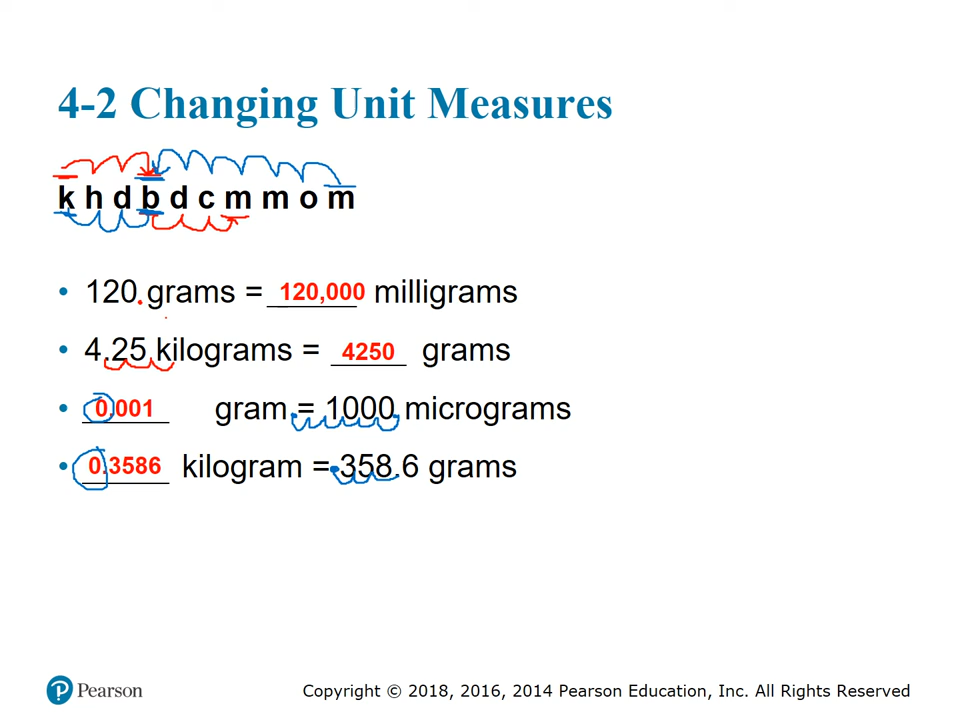 4-2 Changing Unit Measures
k h d b d c m m o m
• 120.grams = 120,000 milligrams
• 4.25 kilograms = 4250 grams
• 0.001 gram = 1000 micrograms
• 0.3586 kilogram = 358.6 grams
P Pearson
Copyright © 2018, 2016, 2014 Pearson Education, Inc. All Rights Reserved